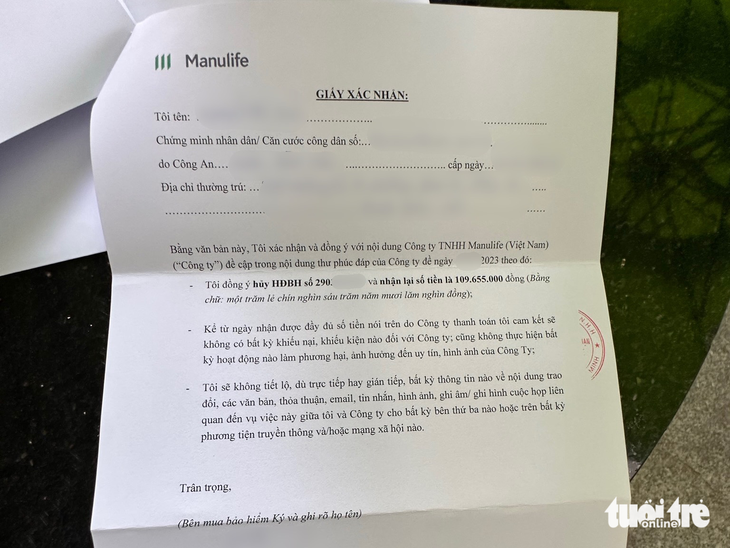 Manulife
GIẤY XÁC NHẬN:
Tôi tên: . ……………….. ……………........
Chứng minh nhân dân/ Căn cước công dân số:… .
do Công An…. ...……………………. cấp ngày…
Địa chỉ thường trú: … …..
………………………. ……
Bằng văn bản này, Tôi xác nhận và đồng ý với nội dung Công ty TNHH Manulife (Việt Nam)
(“Công ty”) đề cập trong nội dung thư phúc đáp của Công ty đề ngày 2023 theo đó:
- Tôi đồng ý hủy HĐBH số 290. và nhận lại số tiền là 109.655.000 đồng (Bằng
chữ: một trăm lẻ chín nghìn sáu trăm năm mươi lăm nghìn đồng);
- Kể từ ngày nhận được đầy đủ số tiền nói trên do Công ty thanh toán tôi cam kết sẽ
không có bất kỳ khiếu nại, khiếu kiện nào đối với Công ty; cũng không thực hiện bất
kỳ hoạt động nào làm phương hại, ảnh hưởng đến uy tín, hình ảnh của Công Ty;
- Tôi sẽ không tiết lộ, dù trực tiếp hay gián tiếp, bất kỳ thông tin nào về nội dung trao
đổi, các văn bản, thỏa thuận, email, tin nhắn, hình ảnh, ghi âm/ ghi hình cuộc họp liên
quan đến vụ việc này giữa tôi và Công ty cho bất kỳ bên thứ ba nào hoặc trên bất kỳ
phương tiện truyền thông và/hoặc mạng xã hội nào.
Trân trọng,
(Bên mua bảo hiểm Ký và ghi rõ họ tên)
tuổi trẻ
online